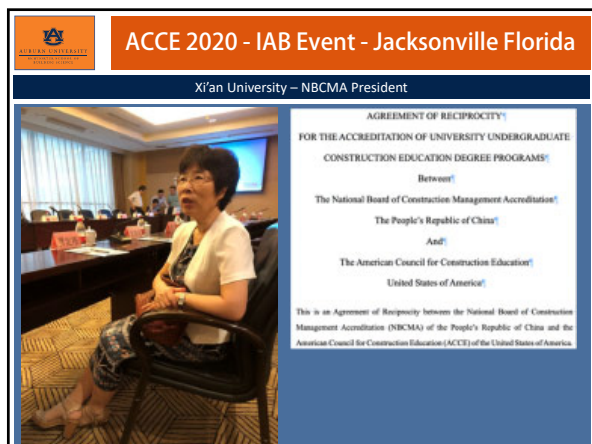 AUBURN UNIVERSITY
ACCE 2020 - IAB Event - Jacksonville Florida
Xi'an University – NBCMA President
AGREEMENT OF RECIPROCITY¶
FOR THE ACCREDITATION OF UNIVERSITY UNDERGRADUATE
CONSTRUCTION EDUCATION DEGREE PROGRAMS¶
Between¶
The National Board of Construction Management Accreditation¶
The People's Republic of China¶
And¶
The American Council for Construction Education¶
United States of America¶
This is an Agreement of Reciprocity between the National Board of Construction
Management Accreditation (NBCMA) of the People's Republic of China and the
American Council for Construction Education (ACCE) of the United States of America.